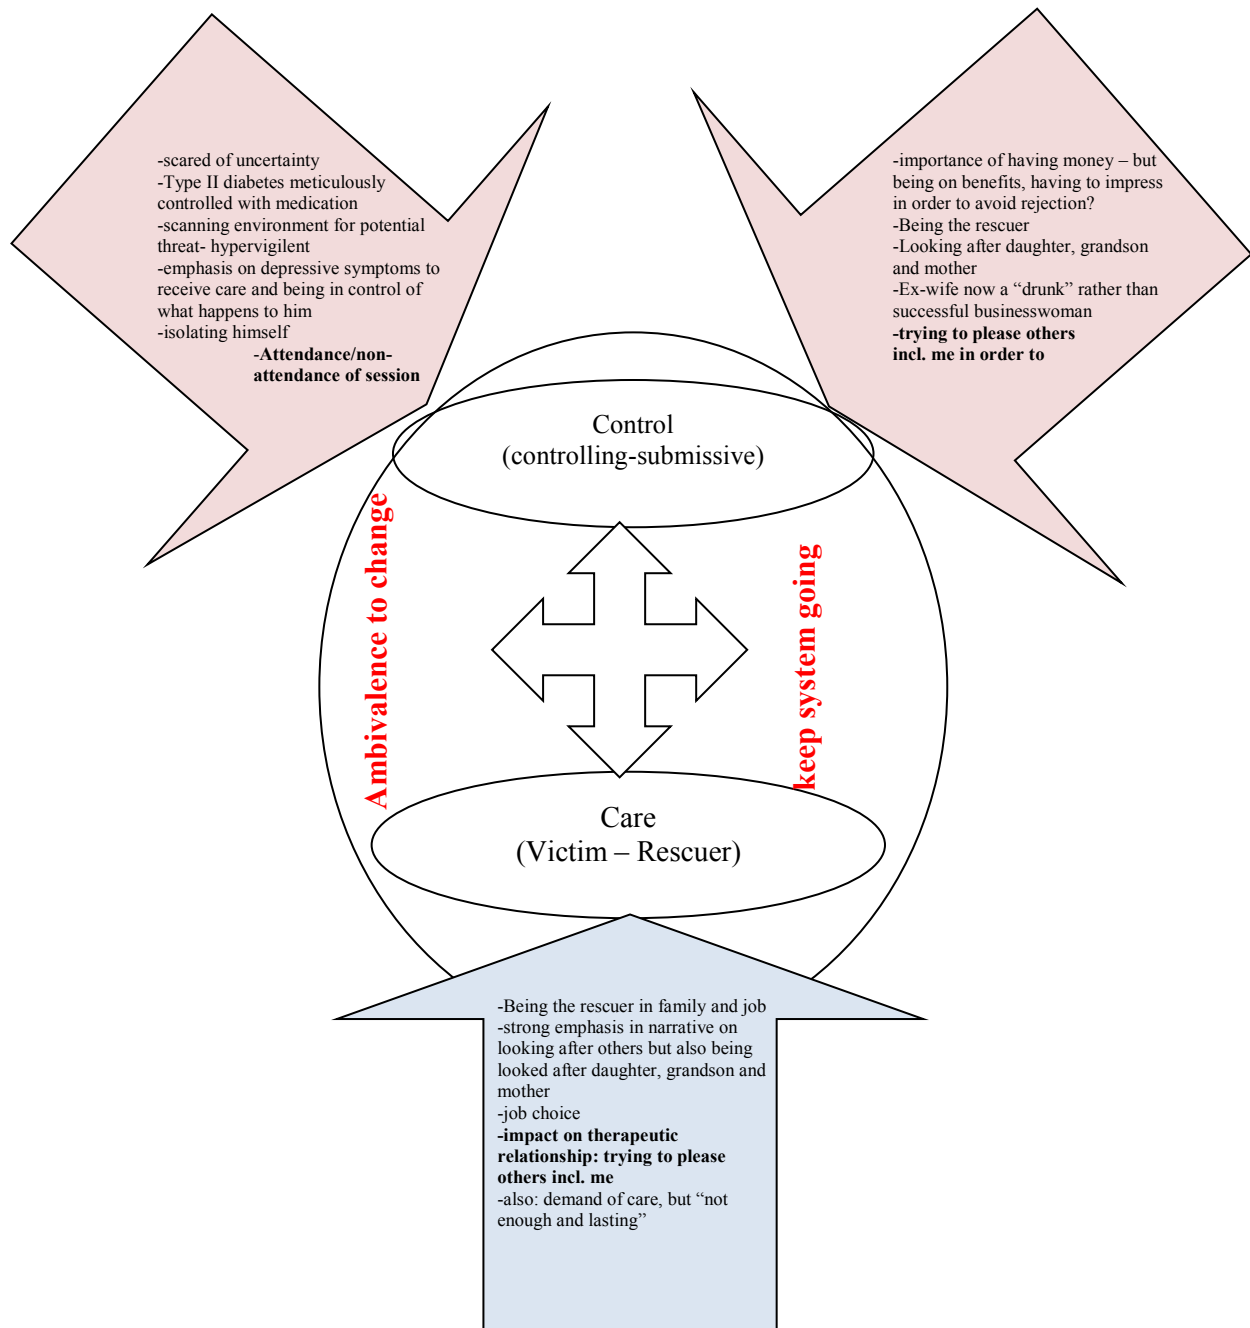 -scared of uncertainty
-Type II diabetes meticulously
controlled with medication
-scanning environment for potential
threat- hypervigilent
-emphasis on depressive symptoms to
receive care and being in control of
what happens to him
-isolating himself
-Attendance/non-
attendance of session
-importance of having money – but
being on benefits, having to impress
in order to avoid rejection?
-Being the rescuer
-Looking after daughter, grandson
and mother
-Ex-wife now a “drunk” rather than
successful businesswoman
-trying to please others
incl. me in order to
Control
(controlling-submissive)
Ambivalence to change
keep system going
Care
(Victim – Rescuer)
-Being the rescuer in family and job
-strong emphasis in narrative on
looking after others but also being
looked after daughter, grandson and
mother
-job choice
-impact on therapeutic
relationship: trying to please
others incl. me
-also: demand of care, but “not
enough and lasting”